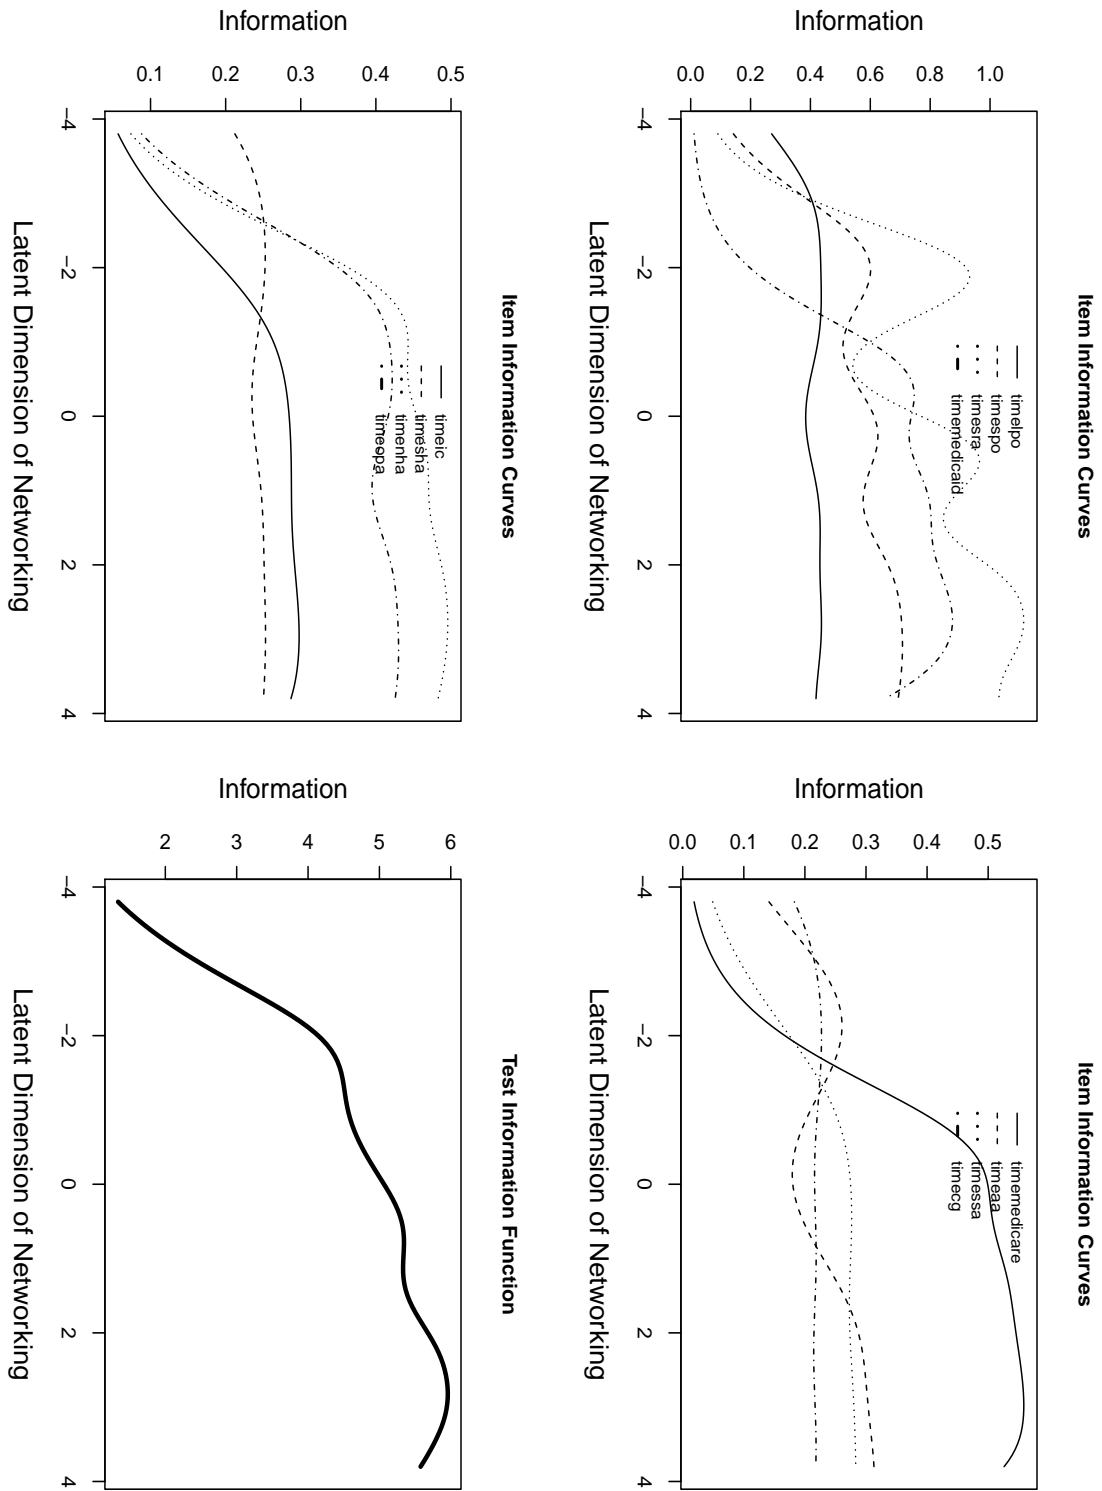 Item Information Curves
timelpo
timespo
timesra
timemedicaid
Information
0.0 0.2 0.4 0.6 0.8 1.0
−4 −2 0 2 4
Latent Dimension of Networking
Item Information Curves
timemedicare
timeaa
timessa
timecg
Information
0.0 0.1 0.2 0.3 0.4 0.5
−4 −2 0 2 4
Latent Dimension of Networking
Item Information Curves
timeic
timesha
timenha
timeopa
Information
0.1 0.2 0.3 0.4 0.5
−4 −2 0 2 4
Latent Dimension of Networking
Test Information Function
Information
2 3 4 5 6
−4 −2 0 2 4
Latent Dimension of Networking